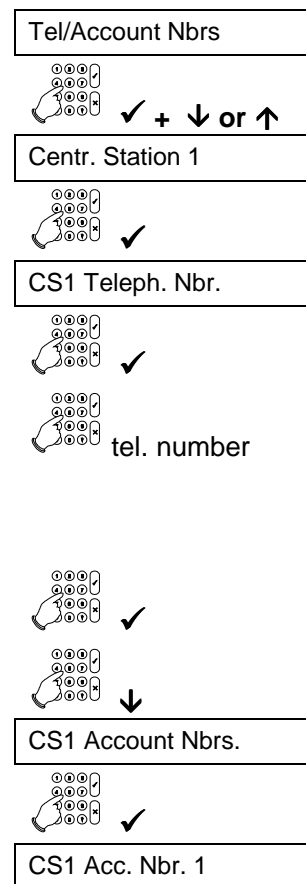 Tel/Account Nbrs
✓ + ↓ or ↑
Centr. Station 1
✓
CS1 Teleph. Nbr.
✓
tel. number
✓
↓
CS1 Account Nbrs.
✓
CS1 Acc. Nbr. 1